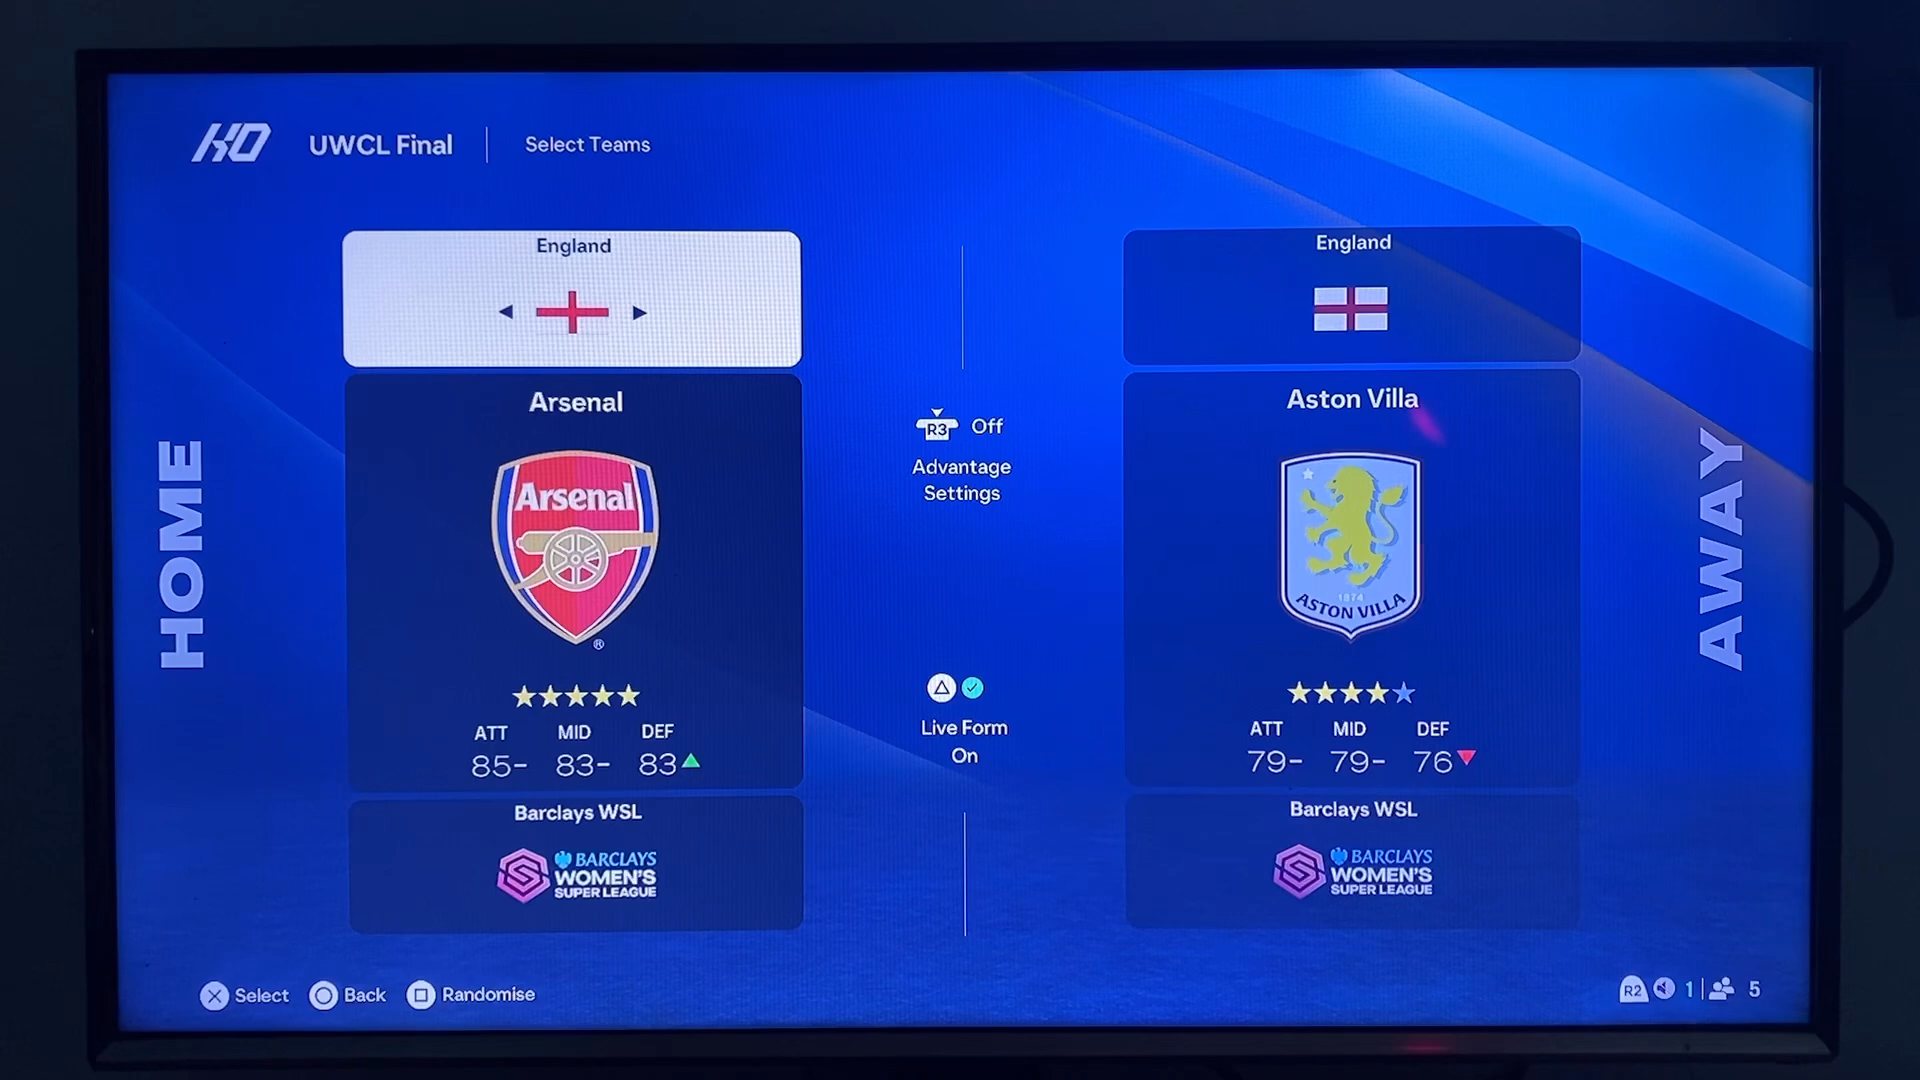 KO
UWCL Final
Select Teams
HOME
England
Arsenal
Arsenal
®
ATT MID DEF
85- 83- 83
Barclays WSL
BARCLAYS
WOMEN'S
SUPER LEAGUE
R3 Off
Advantage
Settings
Live Form
On
England
Aston Villa
1874
ASTON VILLA
ATT MID DEF
79- 79- 76
Barclays WSL
BARCLAYS
WOMEN'S
SUPER LEAGUE
AWAY
Select Back Randomise
R2 1 5